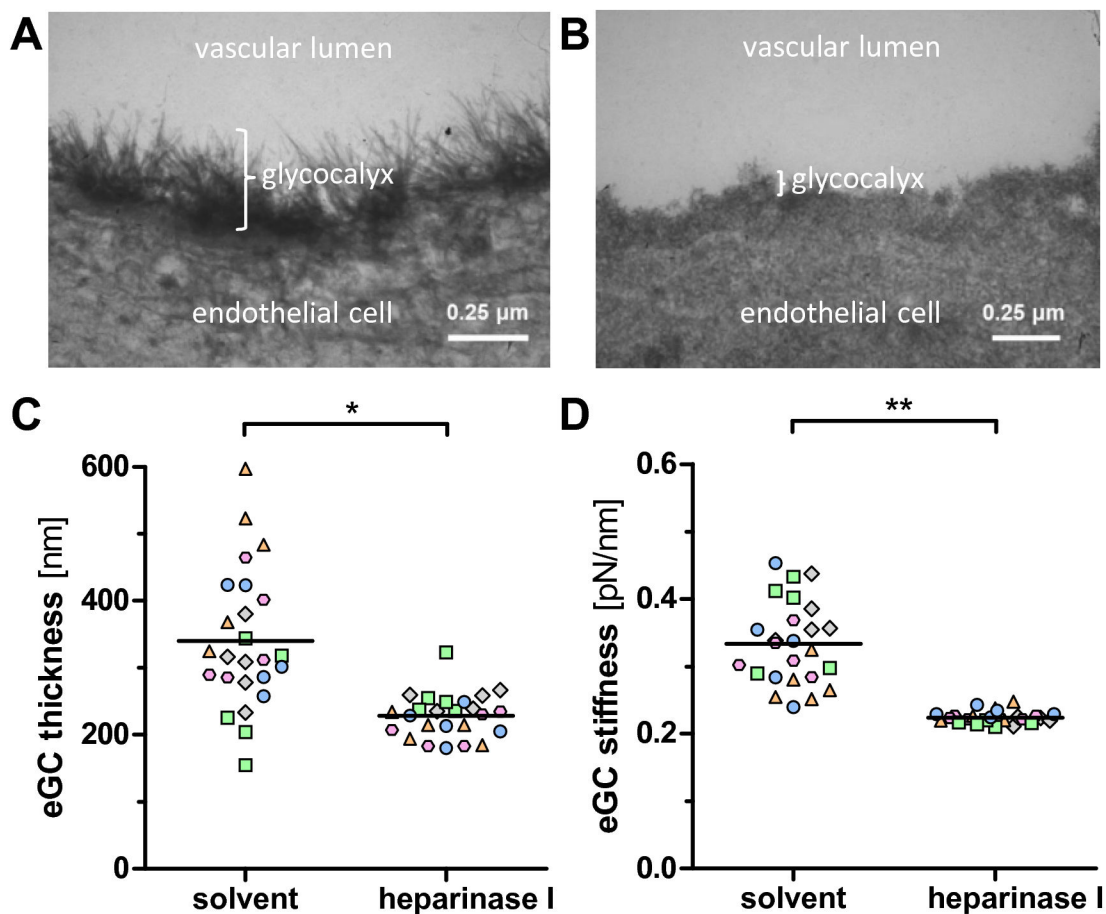 A
vascular lumen
glycocalyx
endothelial cell
0.25 µm
B
vascular lumen
glycocalyx
endothelial cell
0.25 µm
C
*
eGC thickness [nm]
600
400
200
0
solvent
heparinase I
D
**
eGC stiffness [pN/nm]
0.6
0.4
0.2
0.0
solvent
heparinase I